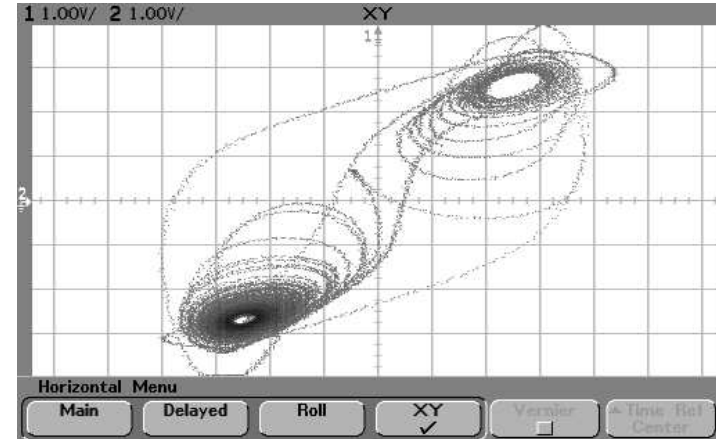 1 1.00V/ 2 1.00V/ XY
1
2
Horizontal Menu
Main Delayed Roll XY Vernier Time Ref
Center